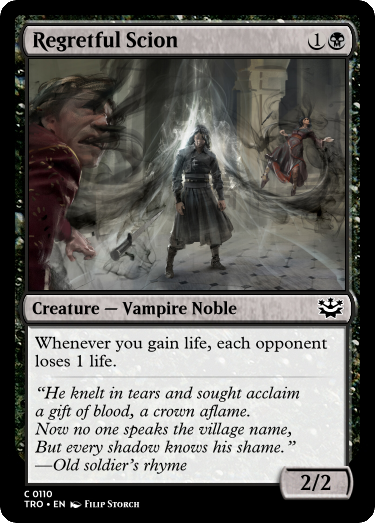 Regretful Scion 1
Creature — Vampire Noble
Whenever you gain life, each opponent
loses 1 life.
“He knelt in tears and sought acclaim
a gift of blood, a crown aflame.
Now no one speaks the village name,
But every shadow knows his shame.”
—Old soldier’s rhyme
2/2
C 0110
TRO • EN Filip Storch